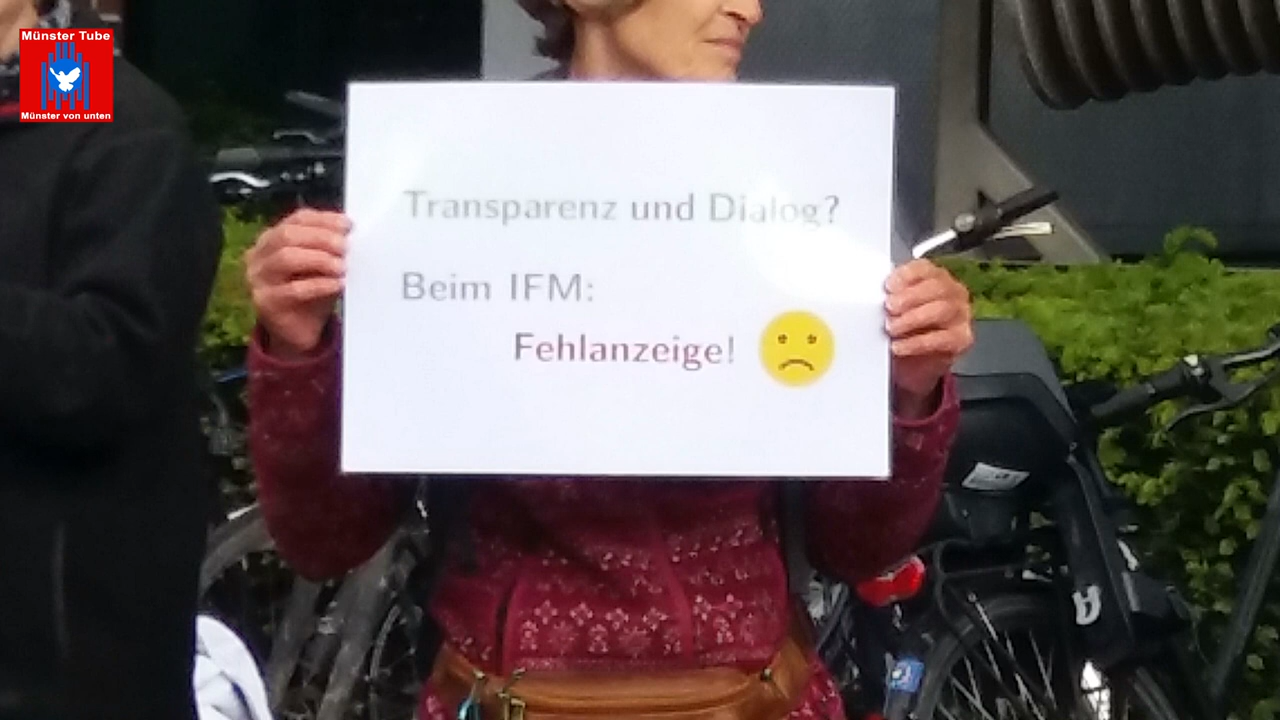 Münster Tube
Münster von unten
Transparenz und Dialog?
Beim IFM:
Fehlanzeige!